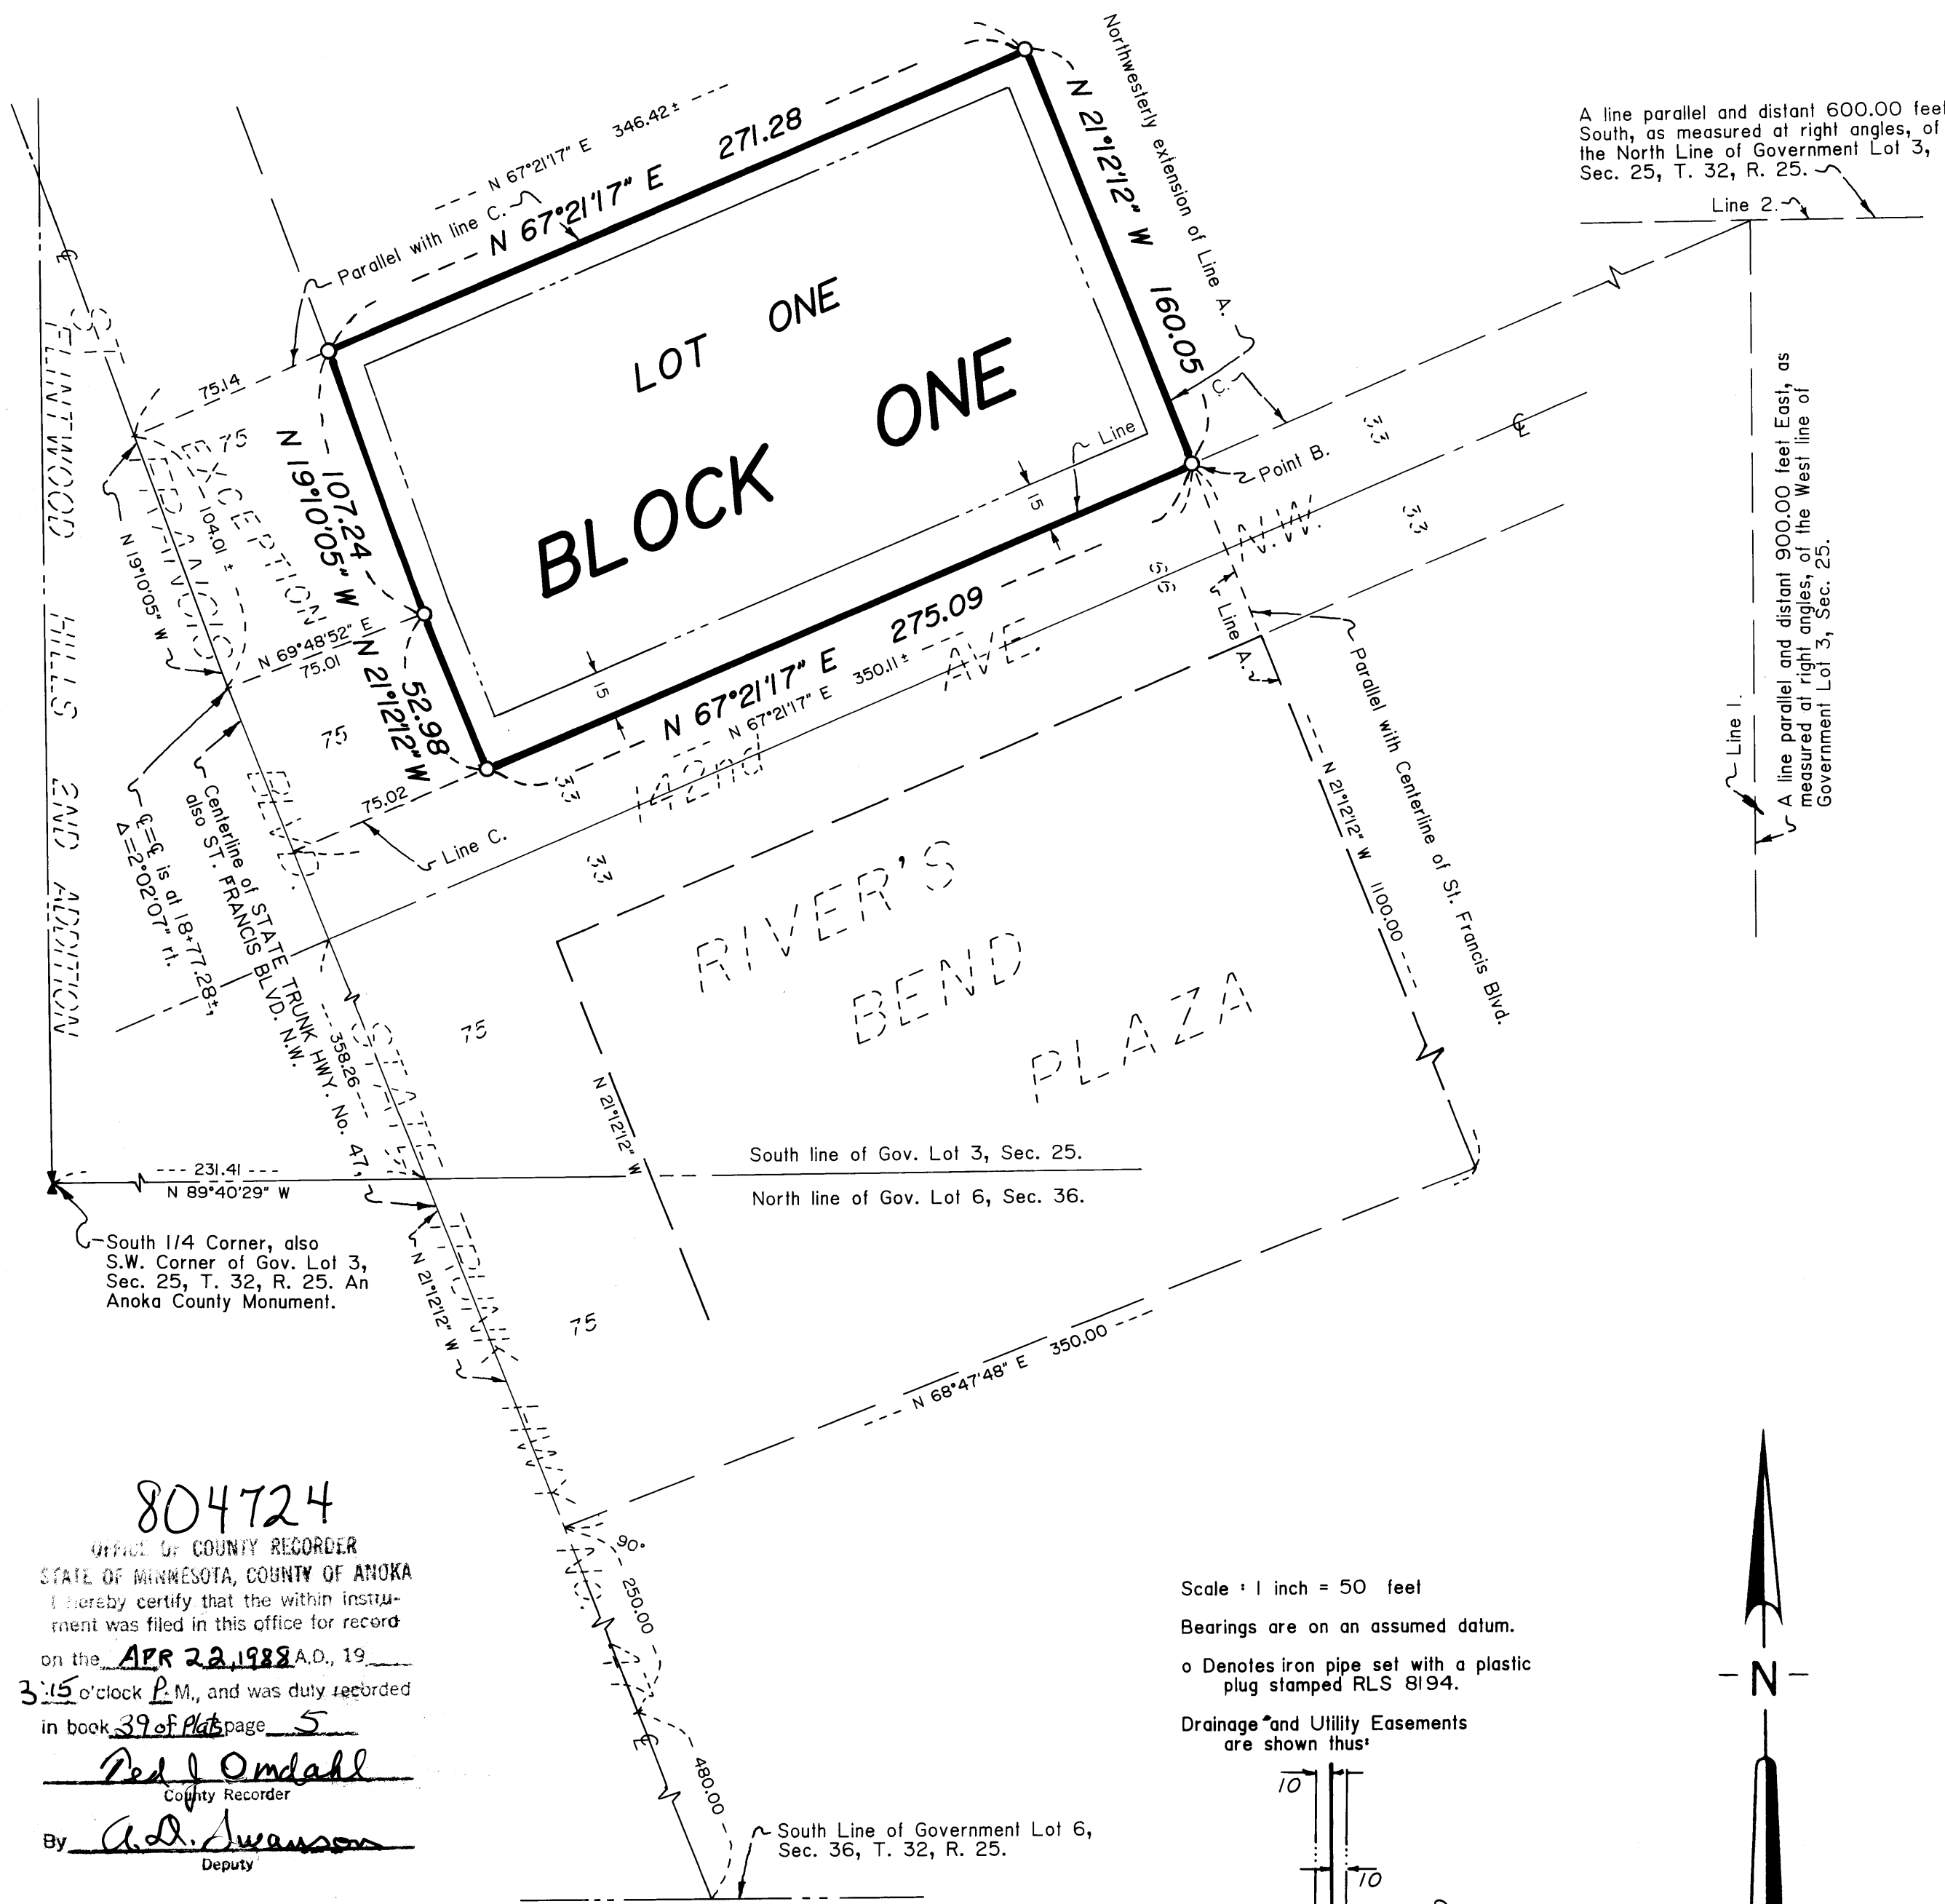 N 67°21'17" E 346.42±
N 67°21'17" E 271.28
Parallel with line C.
N 21°12'12" W 160.05
Northwesterly extension of Line A.
A line parallel and distant 600.00 feet
South, as measured at right angles, of
the North Line of Government Lot 3,
Sec. 25, T. 32, R. 25.
Line 2.
LOT ONE
BLOCK ONE
75.14
75
EXCEPTION
107.24
N 19°10'05" W
104.01 ±
N 19°10'05" W
N 69°48'52" E
75.01
52.98
N 21°12'12" W
75
75.02
Line C.
15
15
Line
C.
Point B.
33
33
33
33
℄
N 67°21'17" E 275.09
N 67°21'17" E 350.11±
142nd AVE. N.W.
66
Line A.
Parallel with Centerline of St. Francis Blvd.
N 21°12'12" W 1100.00
Line 1.
A line parallel and distant 900.00 feet East, as
measured at right angles, of the West line of
Government Lot 3, Sec. 25.
℄
FLINTWOOD HILLS 2ND ADDITION
ST. FRANCIS BLVD.
℄=℄ is at 18+77.28±,
Δ=2°02'07" rt.
Centerline of STATE TRUNK HWY. No. 47,
also ST. FRANCIS BLVD. N.W.
358.26
STATE TRUNK HWY.
75
RIVER'S
BEND
PLAZA
N 21°12'12" W
231.41
N 89°40'29" W
South line of Gov. Lot 3, Sec. 25.
North line of Gov. Lot 6, Sec. 36.
South 1/4 Corner, also
S.W. Corner of Gov. Lot 3,
Sec. 25, T. 32, R. 25. An
Anoka County Monument.
N 21°12'12" W
75
N 68°47'48" E 350.00
90°
250.00
℄
480.00
South Line of Government Lot 6,
Sec. 36, T. 32, R. 25.
804724
OFFICE OF COUNTY RECORDER
STATE OF MINNESOTA, COUNTY OF ANOKA
I hereby certify that the within instru-
ment was filed in this office for record
on the APR 22,1988 A.D., 19
3:15 o'clock P. M., and was duly recorded
in book 39 of Plats page 5
Ted J Omdahl
County Recorder
By A.D. Swanson
Deputy
Scale : 1 inch = 50 feet
Bearings are on an assumed datum.
o Denotes iron pipe set with a plastic
plug stamped RLS 8194.
Drainage and Utility Easements
are shown thus:
10
10
N